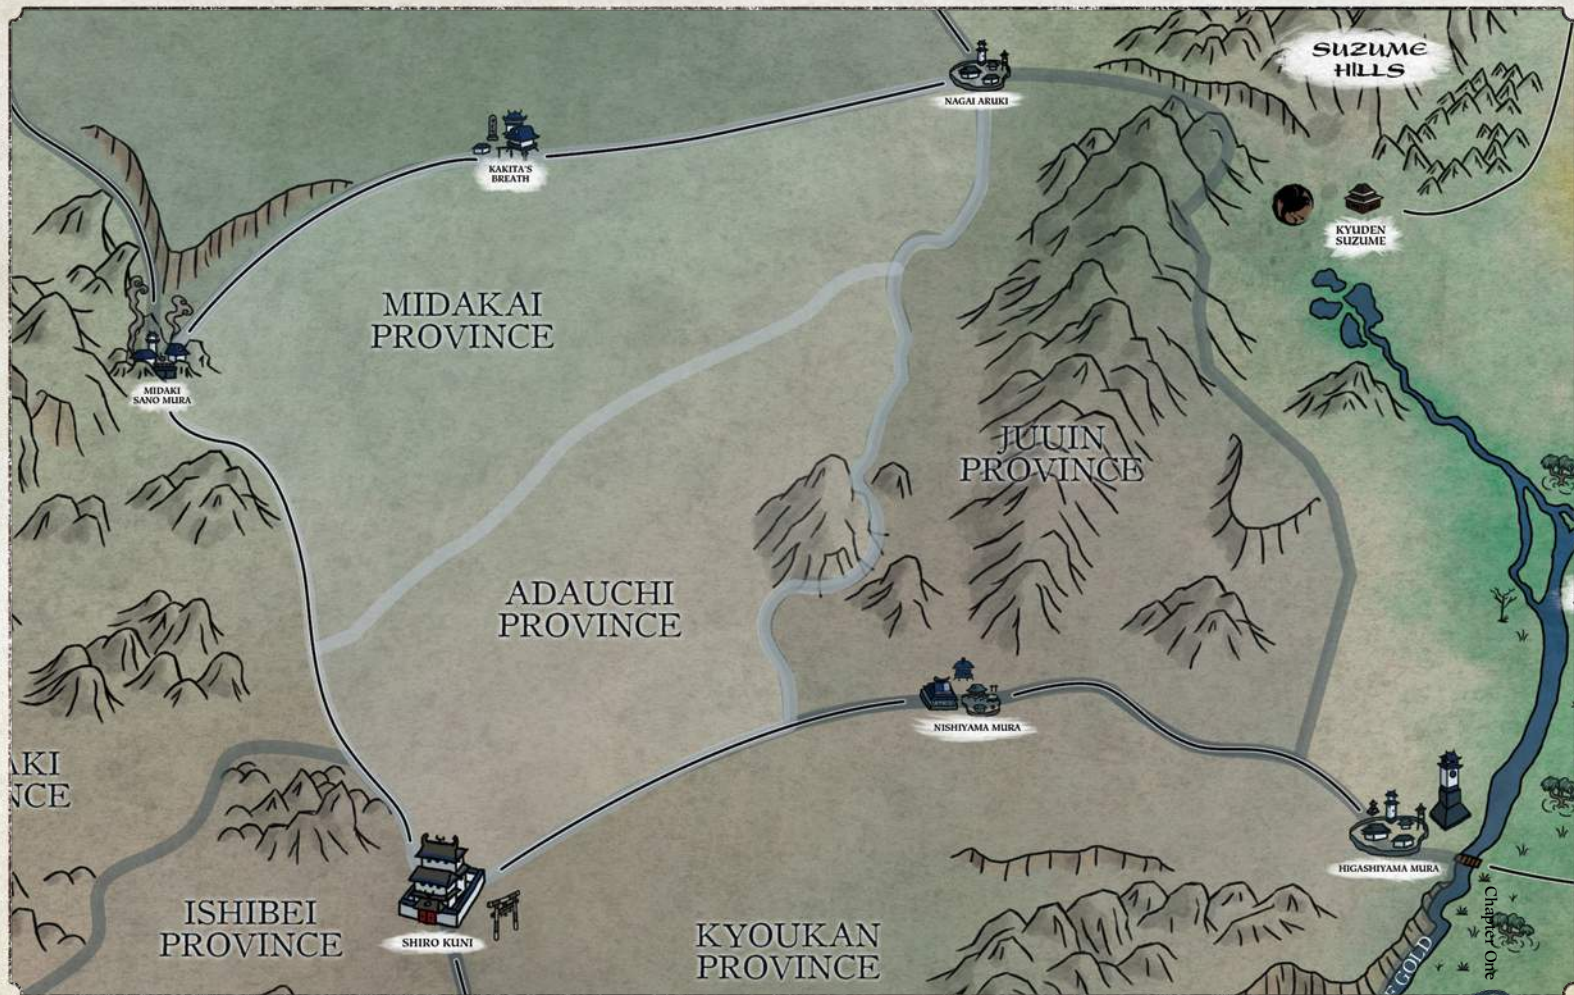 SUZUME
HILLS
NAGAI ARUKI
KAKITA'S
BREATH
KYUDEN
SUZUME
MIDAKAI
PROVINCE
MIDAKI
SANO MURA
JUUIN
PROVINCE
ADAUCHI
PROVINCE
NISHIYAMA MURA
AKI
NCE
HIGASHIYAMA MURA
ISHIBEI
PROVINCE
SHIRO KUNI
KYOUKAN
PROVINCE
GOLD
Chapter One